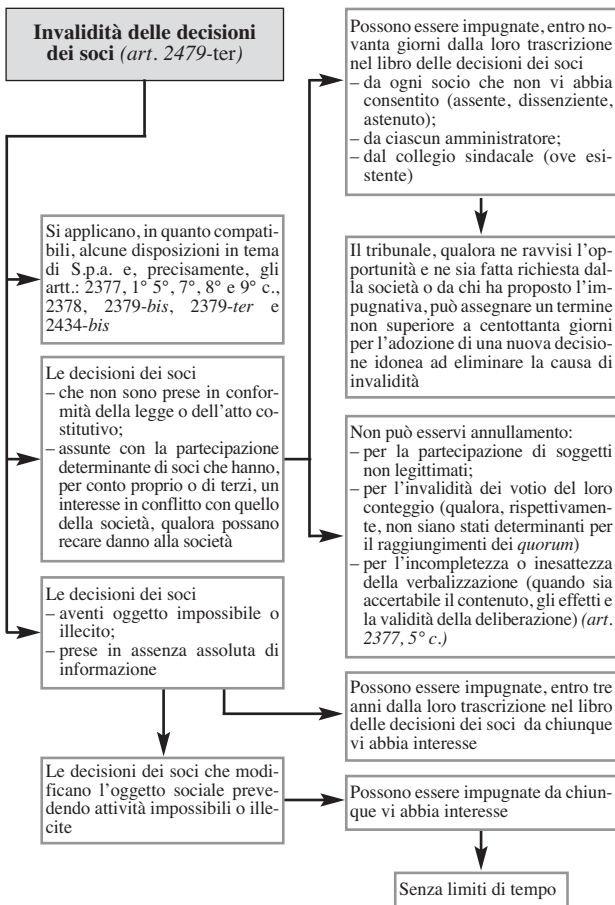 Invalidità delle decisioni
dei soci (art. 2479-ter)
Si applicano, in quanto compati-
bili, alcune disposizioni in tema
di S.p.a. e, precisamente, gli
artt.: 2377, 1° 5°, 7°, 8° e 9° c.,
2378, 2379-bis, 2379-ter e
2434-bis
Le decisioni dei soci
– che non sono prese in confor-
mità della legge o dell'atto co-
stitutivo;
– assunte con la partecipazione
determinante di soci che hanno,
per conto proprio o di terzi, un
interesse in conflitto con quello
della società, qualora possano
recare danno alla società
Le decisioni dei soci
– aventi oggetto impossibile o
illecito;
– prese in assenza assoluta di
informazione
Le decisioni dei soci che modi-
ficano l'oggetto sociale preve-
dendo attività impossibili o ille-
cite
Possono essere impugnate, entro no-
vanta giorni dalla loro trascrizione
nel libro delle decisioni dei soci
– da ogni socio che non vi abbia
consentito (assente, dissenziente,
astenuto);
– da ciascun amministratore;
– dal collegio sindacale (ove esi-
stente)
Il tribunale, qualora ne ravvisi l'op-
portunità e ne sia fatta richiesta dal-
la società o da chi ha proposto l'im-
pugnativa, può assegnare un termine
non superiore a centottanta giorni
per l'adozione di una nuova decisio-
ne idonea ad eliminare la causa di
invalidità
Non può esservi annullamento:
– per la partecipazione di soggetti
non legittimati;
– per l'invalidità dei votio del loro
conteggio (qualora, rispettivamen-
te, non siano stati determinanti per
il raggiungimenti dei quorum)
– per l'incompletezza o inesattezza
della verbalizzazione (quando sia
accertabile il contenuto, gli effetti e
la validità della deliberazione) (art.
2377, 5° c.)
Possono essere impugnate, entro tre
anni dalla loro trascrizione nel libro
delle decisioni dei soci da chiunque
vi abbia interesse
Possono essere impugnate da chiun-
que vi abbia interesse
Senza limiti di tempo